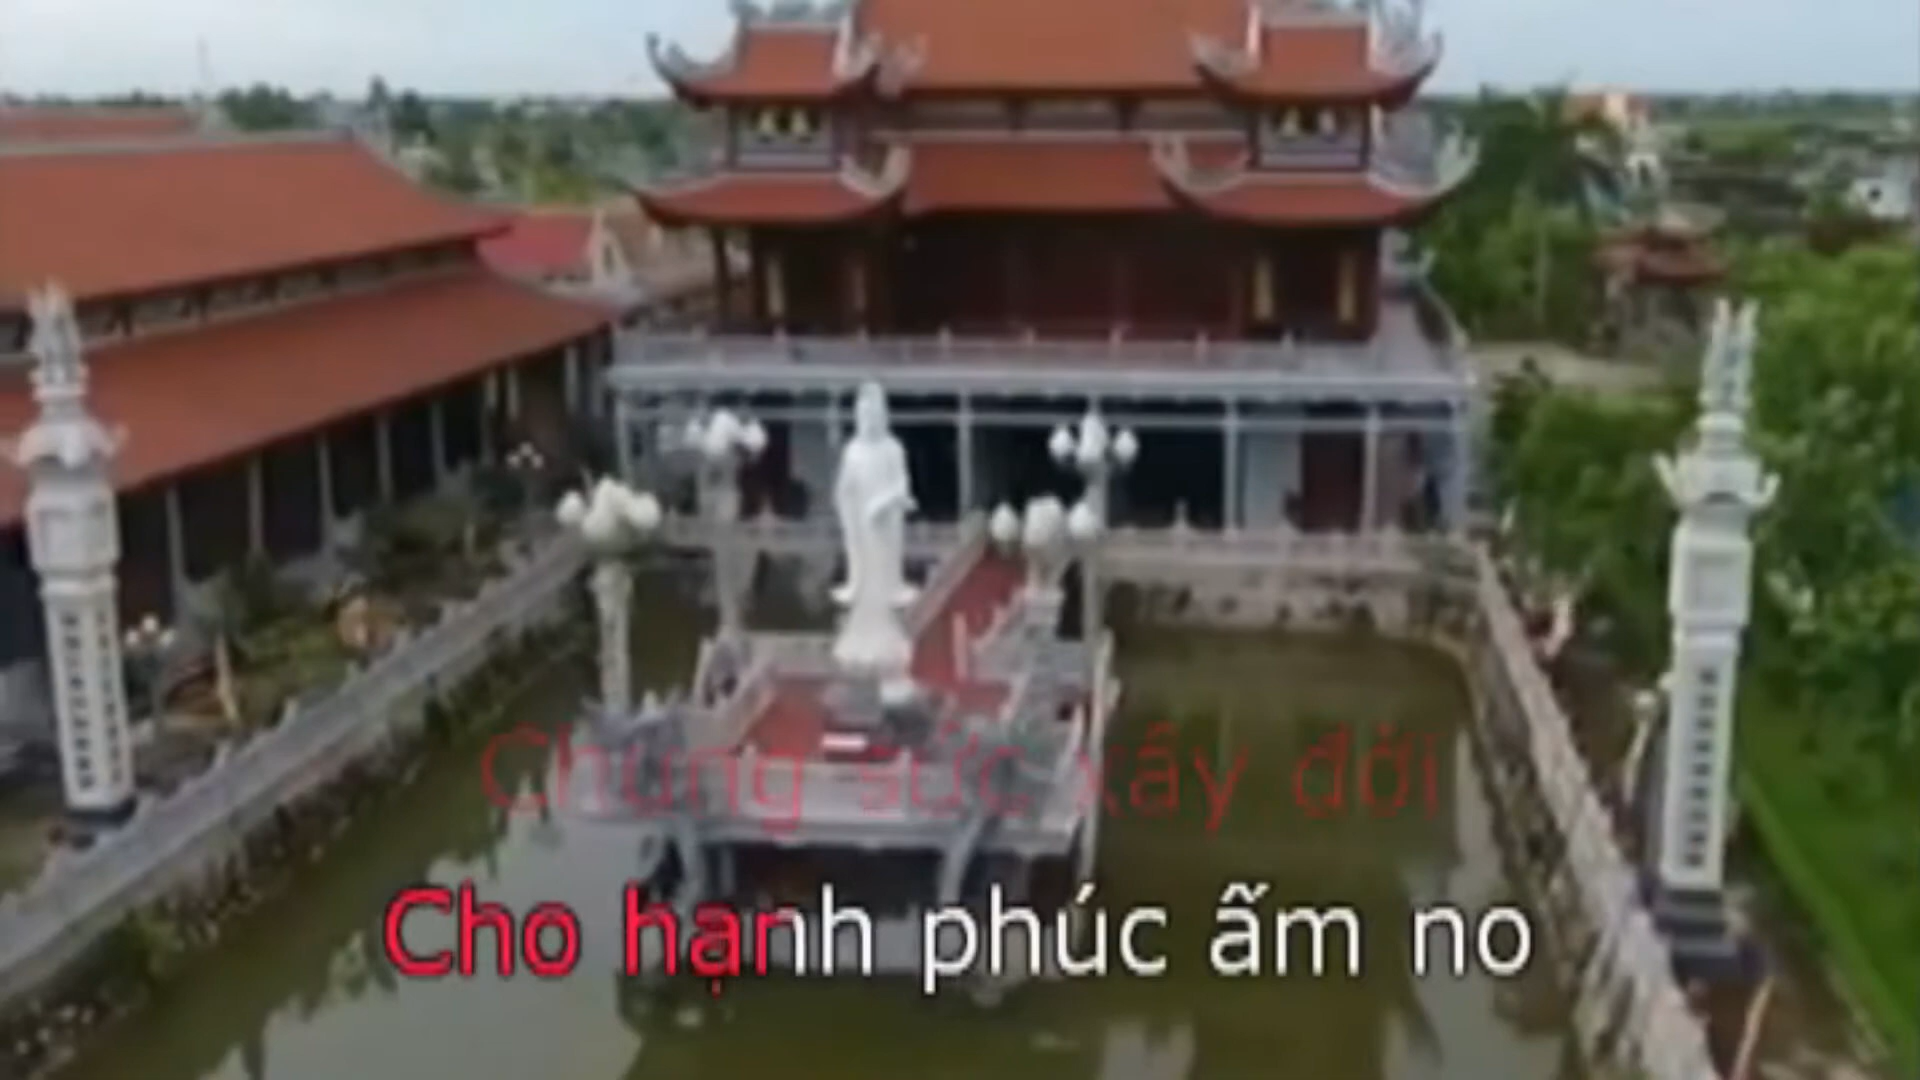 Chung sức xây đời
Cho hạnh phúc ấm no